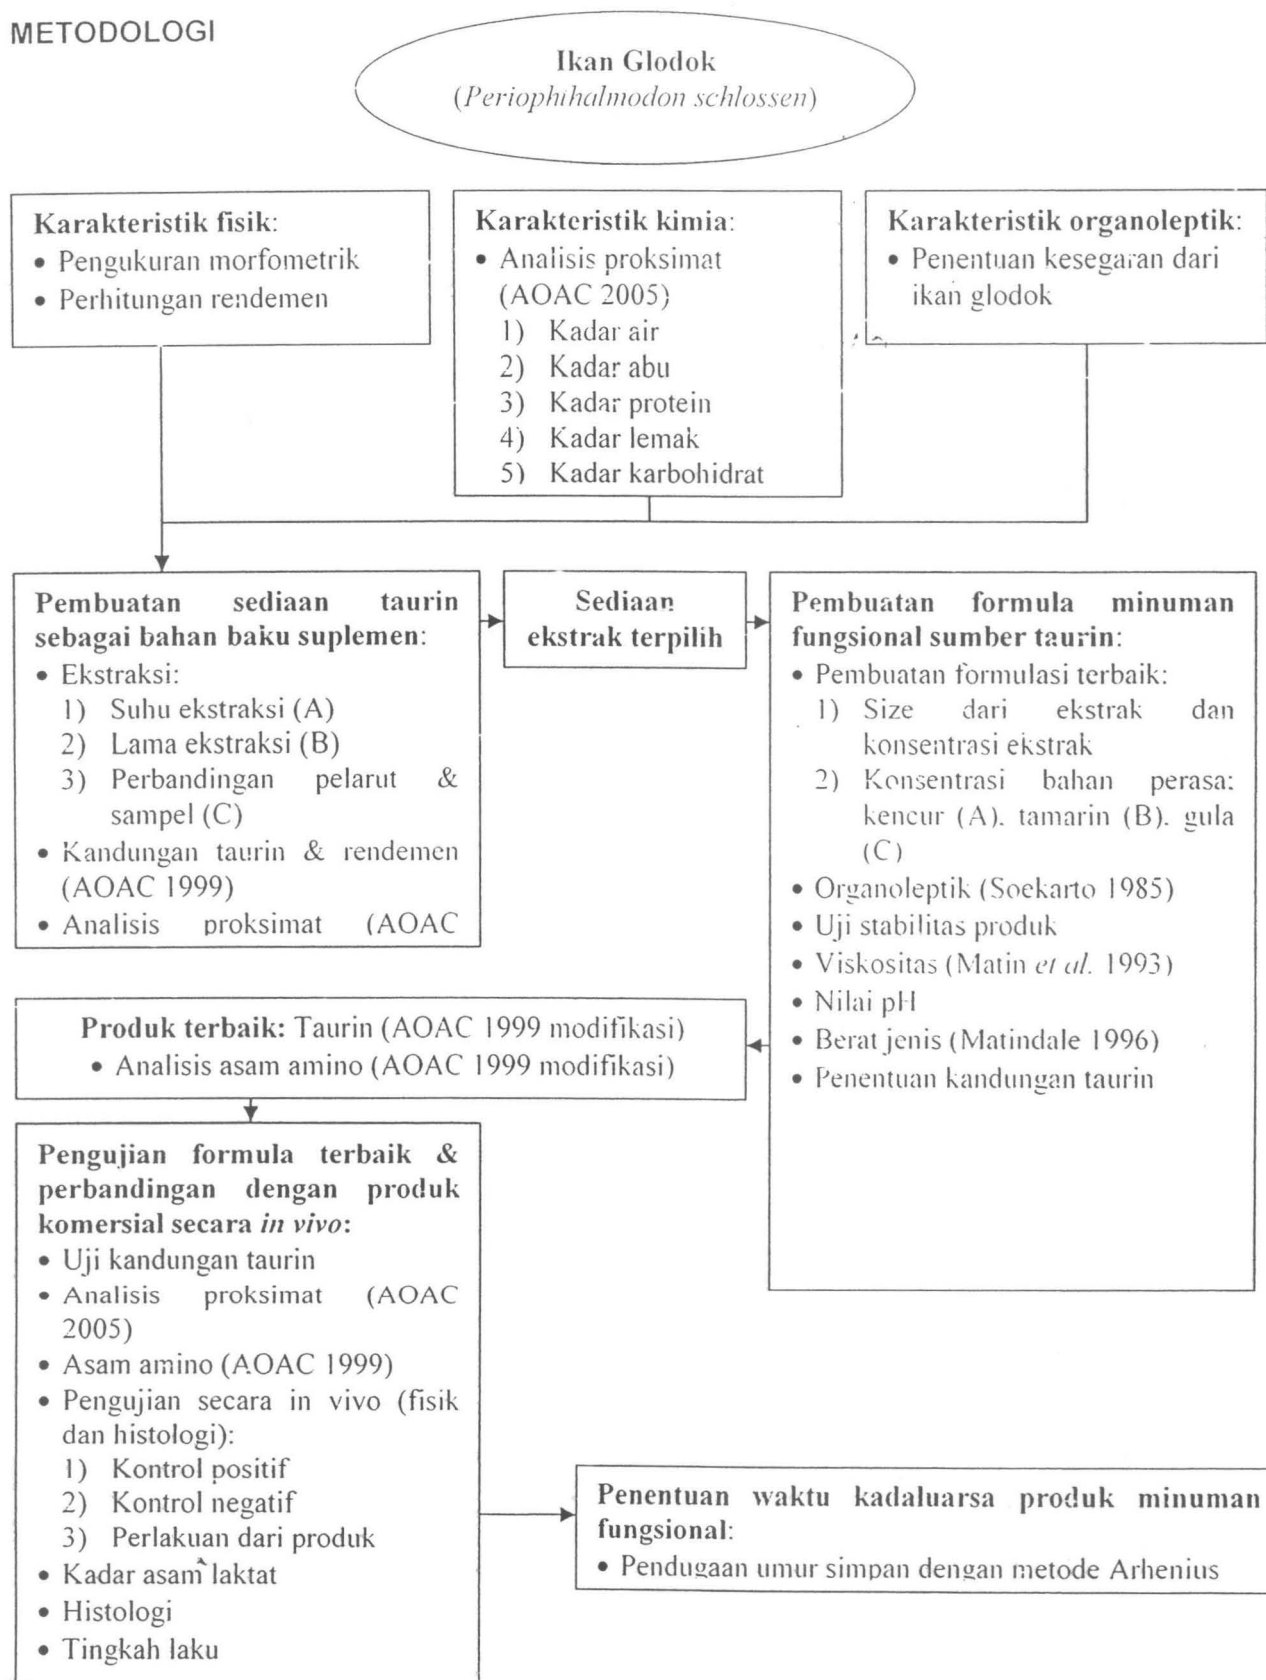 METODOLOGI
Ikan Glodok
(Periophthalmodon schlossen)
Karakteristik fisik:
• Pengukuran morfometrik
• Perhitungan rendemen
Karakteristik kimia:
• Analisis proksimat
(AOAC 2005)
1) Kadar air
2) Kadar abu
3) Kadar protein
4) Kadar lemak
5) Kadar karbohidrat
Karakteristik organoleptik:
• Penentuan kesegaran dari
ikan glodok
Pembuatan sediaan taurin
sebagai bahan baku suplemen:
• Ekstraksi:
1) Suhu ekstraksi (A)
2) Lama ekstraksi (B)
3) Perbandingan pelarut &
sampel (C)
• Kandungan taurin & rendemen
(AOAC 1999)
• Analisis proksimat (AOAC
Sediaan
ekstrak terpilih
Pembuatan formula minuman
fungsional sumber taurin:
• Pembuatan formulasi terbaik:
1) Size dari ekstrak dan
konsentrasi ekstrak
2) Konsentrasi bahan perasa:
kencur (A). tamarin (B). gula
(C)
• Organoleptik (Soekarto 1985)
• Uji stabilitas produk
• Viskositas (Matin et al. 1993)
• Nilai pH
• Berat jenis (Matindale 1996)
• Penentuan kandungan taurin
Produk terbaik: Taurin (AOAC 1999 modifikasi)
• Analisis asam amino (AOAC 1999 modifikasi)
Pengujian formula terbaik &
perbandingan dengan produk
komersial secara in vivo:
• Uji kandungan taurin
• Analisis proksimat (AOAC
2005)
• Asam amino (AOAC 1999)
• Pengujian secara in vivo (fisik
dan histologi):
1) Kontrol positif
2) Kontrol negatif
3) Perlakuan dari produk
• Kadar asam laktat
• Histologi
• Tingkah laku
Penentuan waktu kadaluarsa produk minuman
fungsional:
• Pendugaan umur simpan dengan metode Arhenius